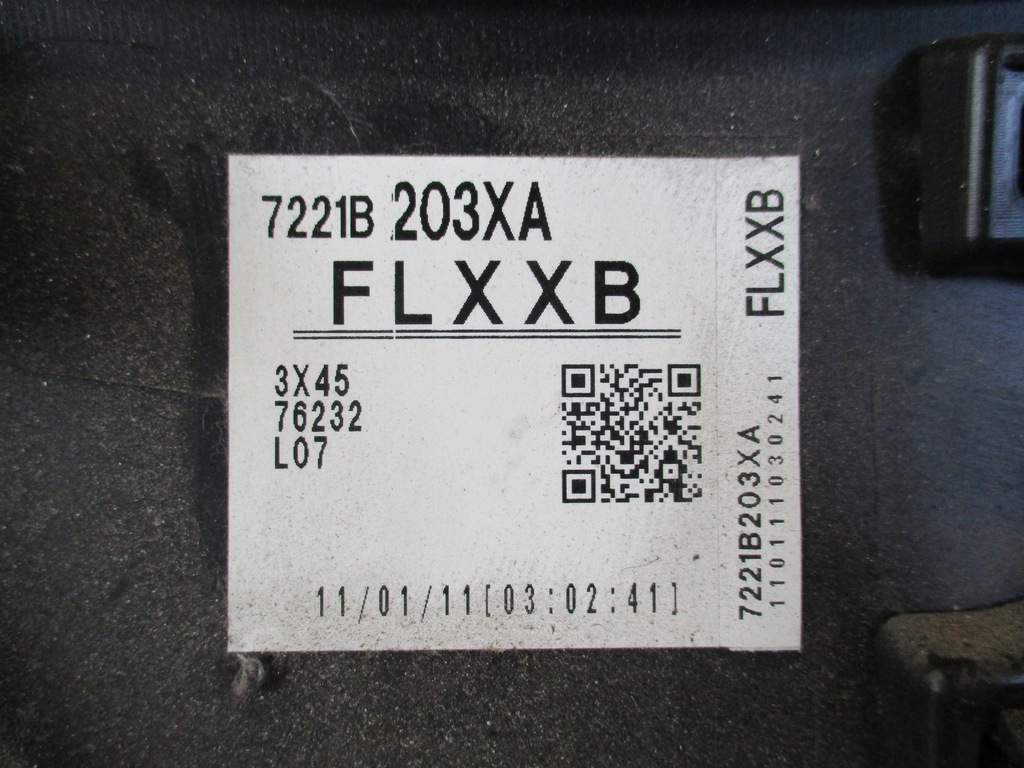 7221B 203XA
FLXXB
3X45
76232
L07
11/01/11[03:02:41]
7221B203XA FLXXB
110111030241